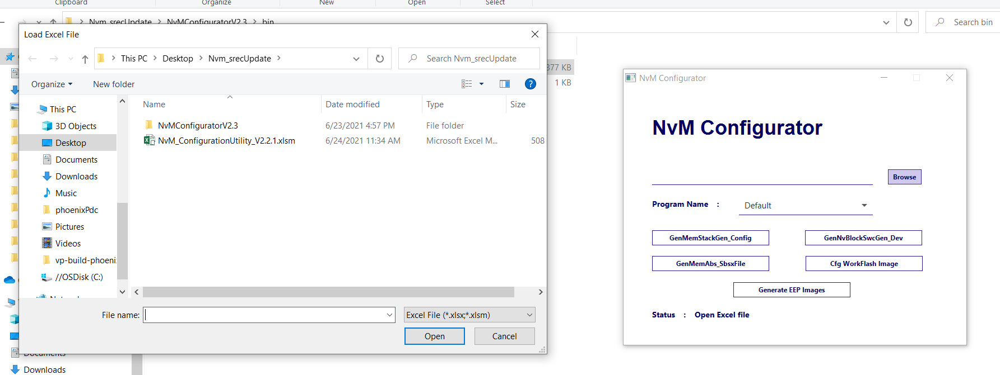 Clipboard
Organize
New
Open
Select
Nvm_srecUpdate > NvMConfiguratorV2.3 > bin
Search bin
Load Excel File
This PC > Desktop > Nvm_srecUpdate >
Search Nvm_srecUpdate
Organize
New folder
?
377 KB
1 KB
This PC
3D Objects
Desktop
Documents
Downloads
Music
phoenixPdc
Pictures
Videos
vp-build-phoeni
//OSDisk (C:)
Name
Date modified
Type
Size
NvMConfiguratorV2.3
6/23/2021 4:57 PM
File folder
NvM_ConfigurationUtility_V2.2.1.xlsm
6/24/2021 11:34 AM
Microsoft Excel M...
508
File name:
Excel File (*.xlsx;*.xlsm)
Open
Cancel
Documents
Downloads
NvM Configurator
NvM Configurator
Browse
Program Name :
Default
GenMemStackGen_Config
GenNvBlockSwcGen_Dev
GenMemAbs_SbsxFile
Cfg WorkFlash Image
Generate EEP Images
Status : Open Excel file